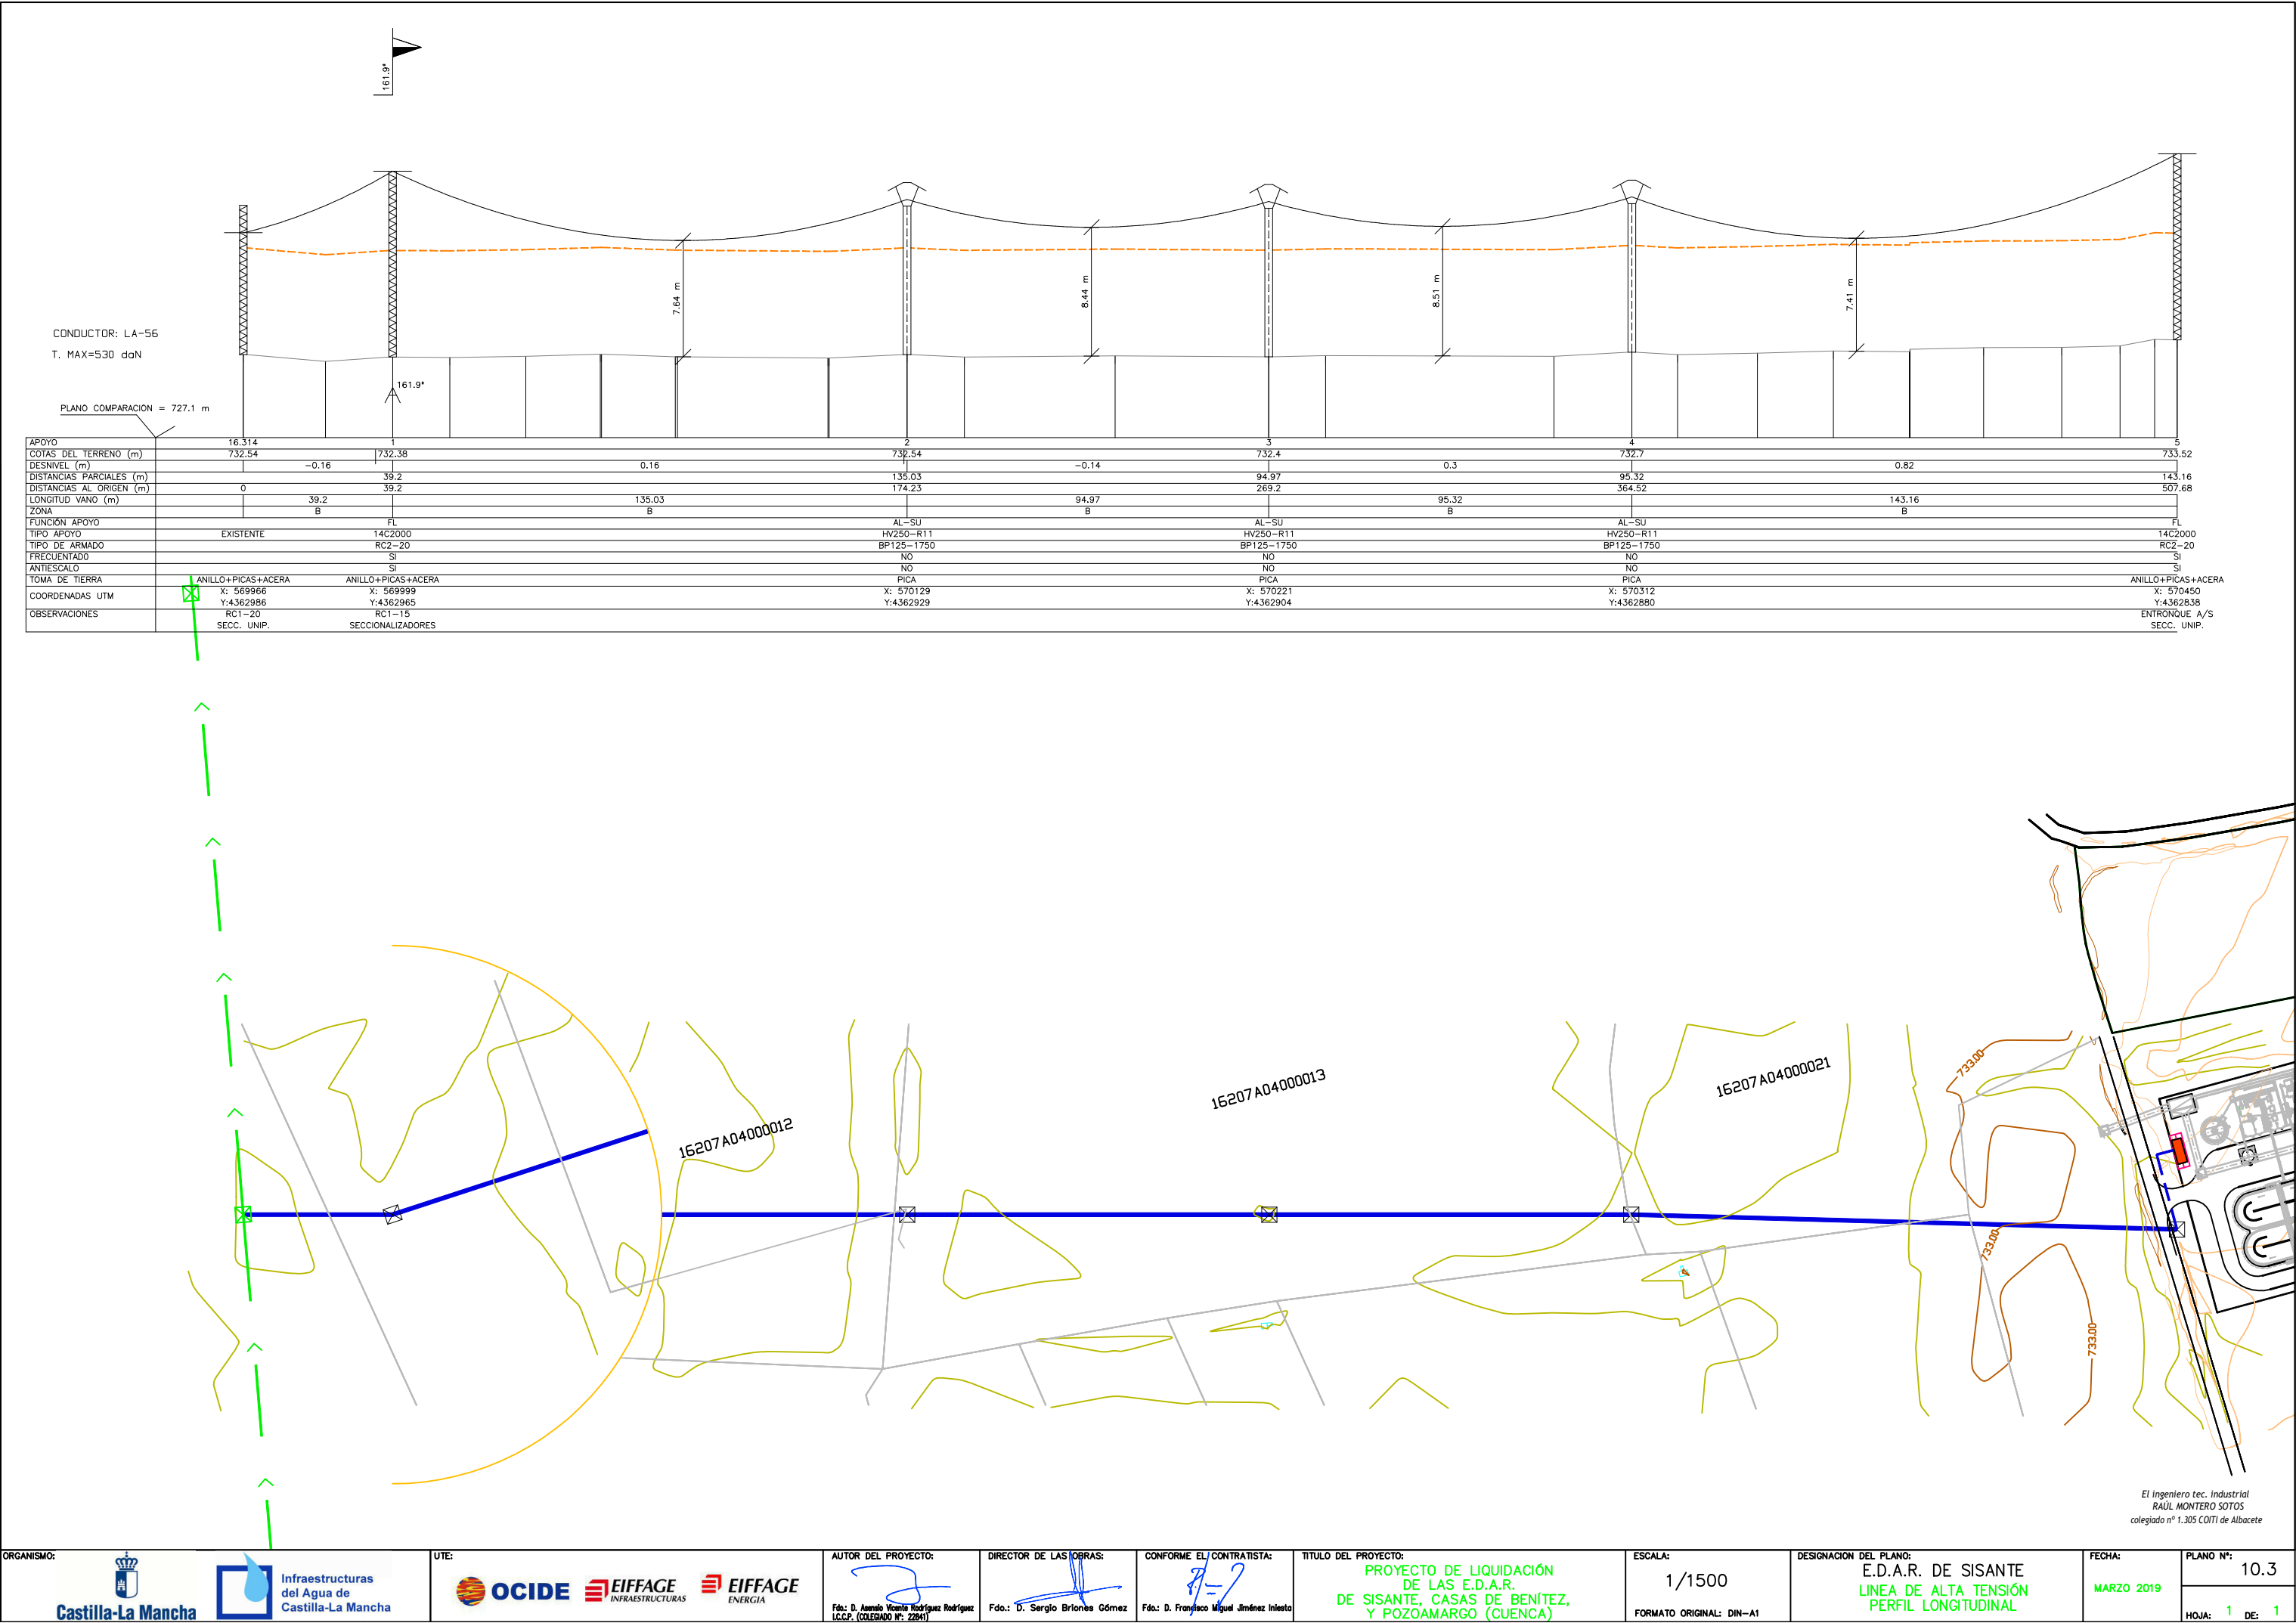 161.9°
7.64 m
8.44 m
8.51 m
7.41 m
CONDUCTOR: LA-56
T. MAX=530 daN
161.9°
PLANO COMPARACION = 727.1 m
APOYO 16.314 1 2 3 4 5
COTAS DEL TERRENO (m) 732.54 732.38 732.54 732.4 732.7 733.52
DESNIVEL (m) -0.16 0.16 -0.14 0.3 0.82
DISTANCIAS PARCIALES (m) 39.2 135.03 94.97 95.32 143.16
DISTANCIAS AL ORIGEN (m) 0 39.2 174.23 269.2 364.52 507.68
LONGITUD VANO (m) 39.2 135.03 94.97 95.32 143.16
ZONA B B B B B
FUNCIÓN APOYO FL AL-SU AL-SU AL-SU FL
TIPO APOYO EXISTENTE 14C2000 HV250-R11 HV250-R11 HV250-R11 14C2000
TIPO DE ARMADO RC2-20 BP125-1750 BP125-1750 BP125-1750 RC2-20
FRECUENTADO SI NO NO NO SI
ANTIESCALO SI NO NO NO SI
TOMA DE TIERRA ANILLO+PICAS+ACERA ANILLO+PICAS+ACERA PICA PICA PICA ANILLO+PICAS+ACERA
COORDENADAS UTM X: 569966 X: 569999 X: 570129 X: 570221 X: 570312 X: 570450
Y:4362986 Y:4362965 Y:4362929 Y:4362904 Y:4362880 Y:4362838
OBSERVACIONES RC1-20 RC1-15 ENTRONQUE A/S
SECC. UNIP. SECCIONALIZADORES SECC. UNIP.
16207A04000012
16207A04000013
16207A04000021
733.00
733.00
733.00
El ingeniero tec. industrial
RAÚL MONTERO SOTOS
colegiado nº 1.305 COITI de Albacete
ORGANISMO:
Castilla-La Mancha
Infraestructuras
del Agua de
Castilla-La Mancha
UTE:
OCIDE
EIFFAGE
INFRAESTRUCTURAS
EIFFAGE
ENERGÍA
AUTOR DEL PROYECTO:
Fdo.: D. Asensio Vicente Rodríguez Rodríguez
I.C.C.P. (COLEGIADO Nº: 22841)
DIRECTOR DE LAS OBRAS:
Fdo.: D. Sergio Briones Gómez
CONFORME EL CONTRATISTA:
Fdo.: D. Francisco Miguel Jiménez Iniesta
TITULO DEL PROYECTO:
PROYECTO DE LIQUIDACIÓN
DE LAS E.D.A.R.
DE SISANTE, CASAS DE BENÍTEZ,
Y POZOAMARGO (CUENCA)
ESCALA:
1/1500
FORMATO ORIGINAL: DIN-A1
DESIGNACION DEL PLANO:
E.D.A.R. DE SISANTE
LINEA DE ALTA TENSIÓN
PERFIL LONGITUDINAL
FECHA:
MARZO 2019
PLANO Nº:
10.3
HOJA: 1 DE: 1